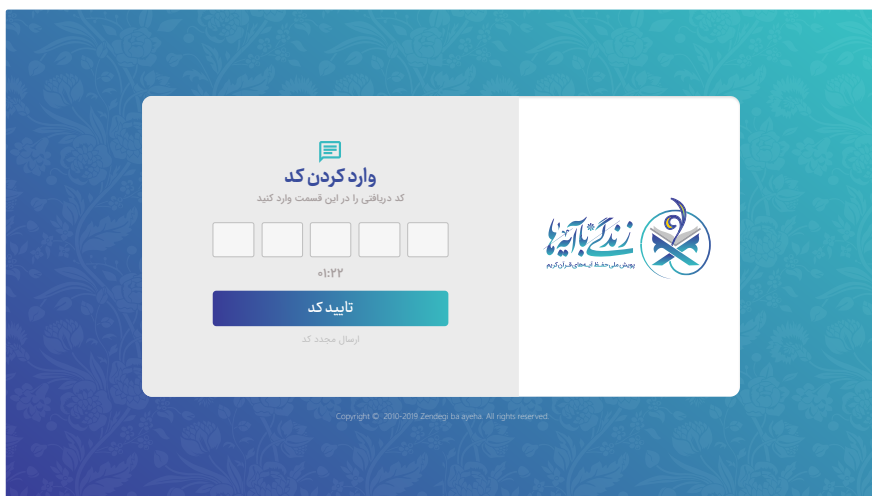 وارد کردن کد
کد دریافتی را در این قسمت وارد کنید
۰۱:۲۲
تایید کد
ارسال مجدد کد
زندگی با آیه‌ها
پویش ملی حفظ آیه‌های قرآن کریم
Copyright © 2010-2019 Zendegi ba ayeha. All rights reserved.